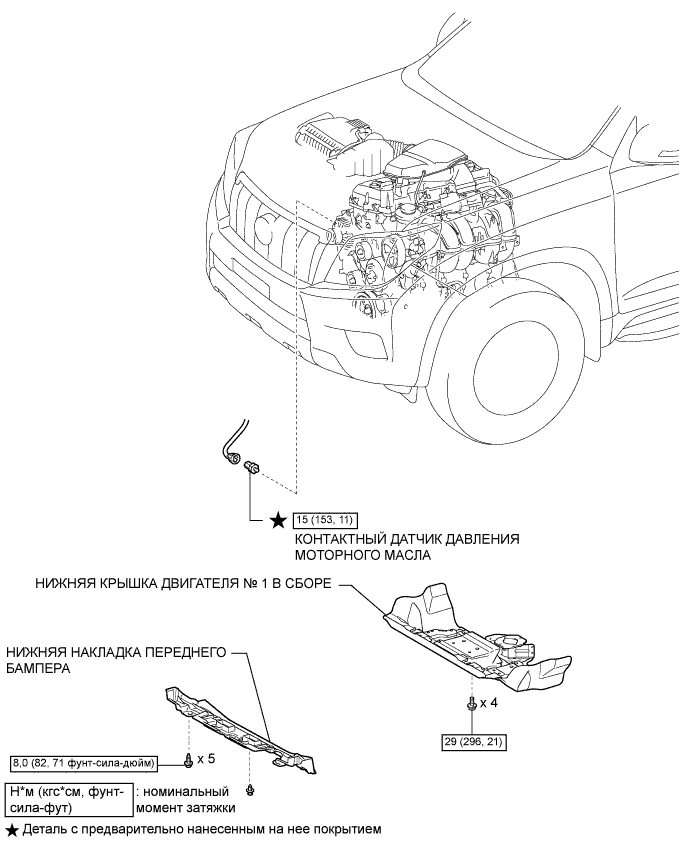 15 (153, 11)
КОНТАКТНЫЙ ДАТЧИК ДАВЛЕНИЯ
МОТОРНОГО МАСЛА
НИЖНЯЯ КРЫШКА ДВИГАТЕЛЯ № 1 В СБОРЕ
НИЖНЯЯ НАКЛАДКА ПЕРЕДНЕГО
БАМПЕРА
x 4
29 (296, 21)
8,0 (82, 71 фунт-сила-дюйм)
x 5
Н*м (кгс*см, фунт-
сила-фут)
: номинальный
момент затяжки
★ Деталь с предварительно нанесенным на нее покрытием